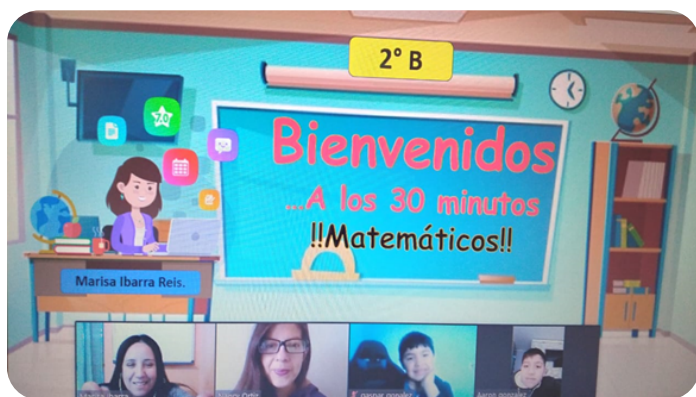 2° B
Bienvenidos
...A los 30 minutos
!!Matemáticos!!
Marisa Ibarra Reis.